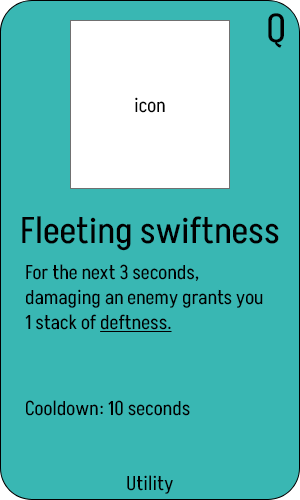 Q
icon
Fleeting swiftness
For the next 3 seconds,
damaging an enemy grants you
1 stack of deftness.
Cooldown: 10 seconds
Utility